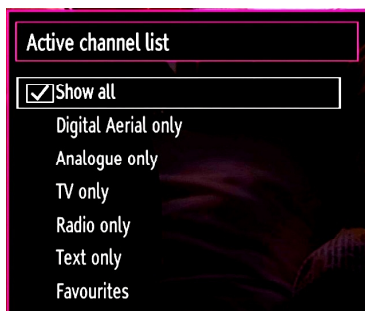 Active channel list
Show all
Digital Aerial only
Analogue only
TV only
Radio only
Text only
Favourites